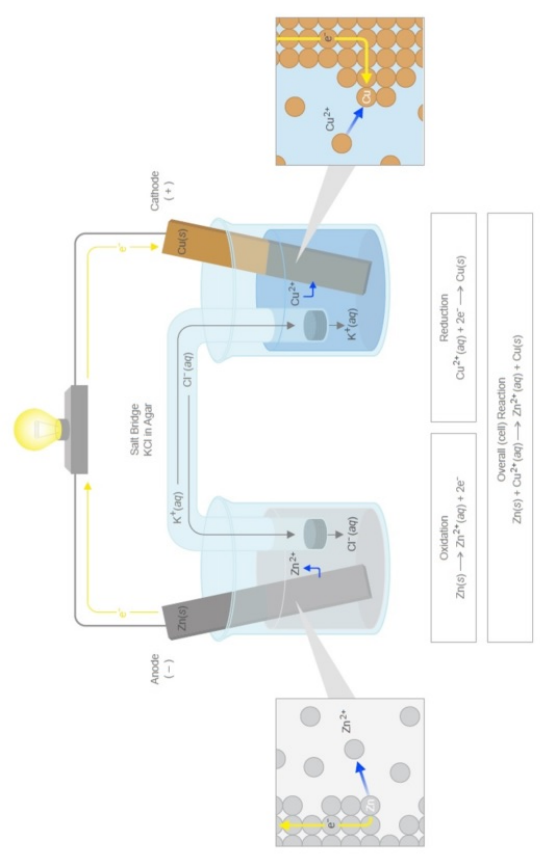 e⁻
e⁻
Anode
( – )
Cathode
( + )
Salt Bridge
KCl in Agar
Zn(s)
Cu(s)
K⁺(aq)
Cl⁻(aq)
Zn²⁺
Cu²⁺
Cl⁻(aq)
K⁺(aq)
e⁻
Zn
Zn²⁺
Cu²⁺
e⁻
Cu
Oxidation
Zn(s) ⟶ Zn²⁺(aq) + 2e⁻
Reduction
Cu²⁺(aq) + 2e⁻ ⟶ Cu(s)
Overall (cell) Reaction
Zn(s) + Cu²⁺(aq) ⟶ Zn²⁺(aq) + Cu(s)